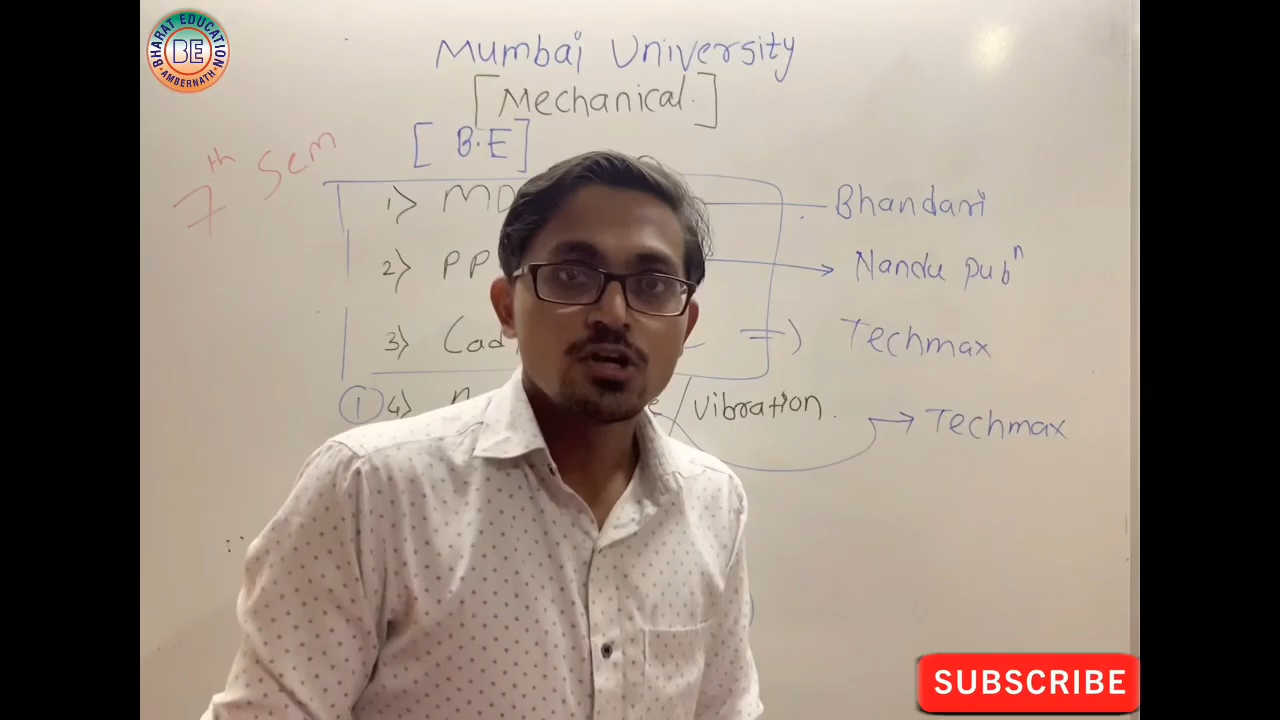 BHARAT EDUCATION
BE
AMBERNATH
Mumbai University
[Mechanical]
[B.E]
7th Sem
1) MD
Bhandari
2) PP
Nandu pubn
3) Cad
Techmax
① 4)
/ Vibration
Techmax
SUBSCRIBE